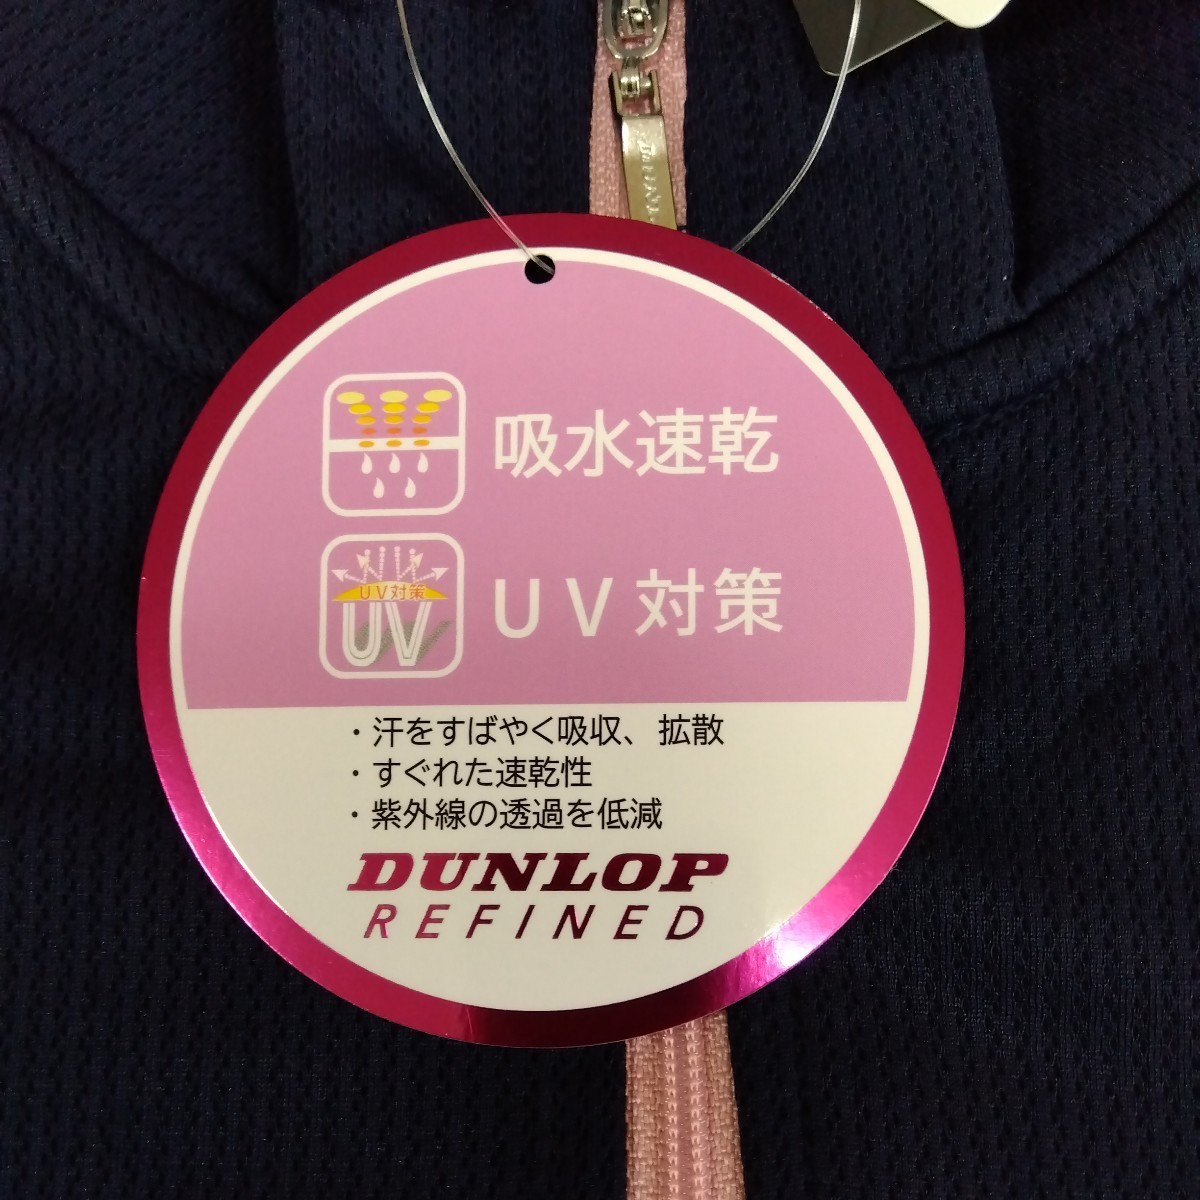 吸水速乾
UV対策
UV
UV対策
・汗をすばやく吸収、拡散
・すぐれた速乾性
・紫外線の透過を低減
DUNLOP
REFINED